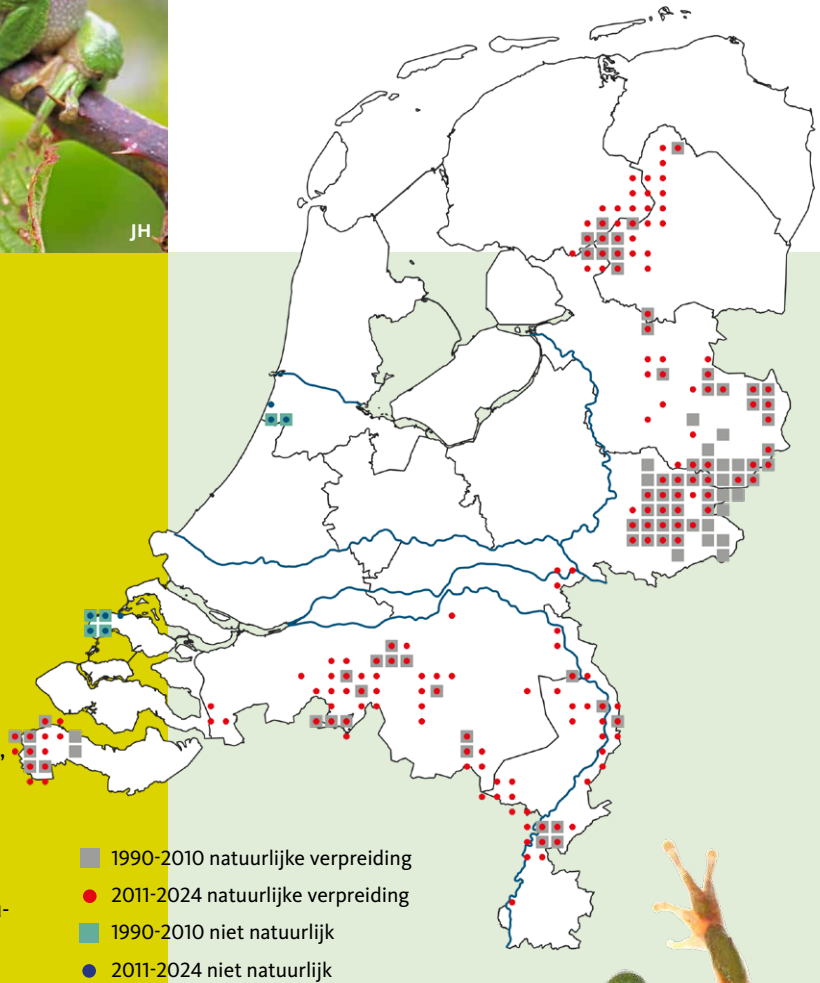 JH
,
-
1990-2010 natuurlijke verpreiding
2011-2024 natuurlijke verpreiding
1990-2010 niet natuurlijk
2011-2024 niet natuurlijk